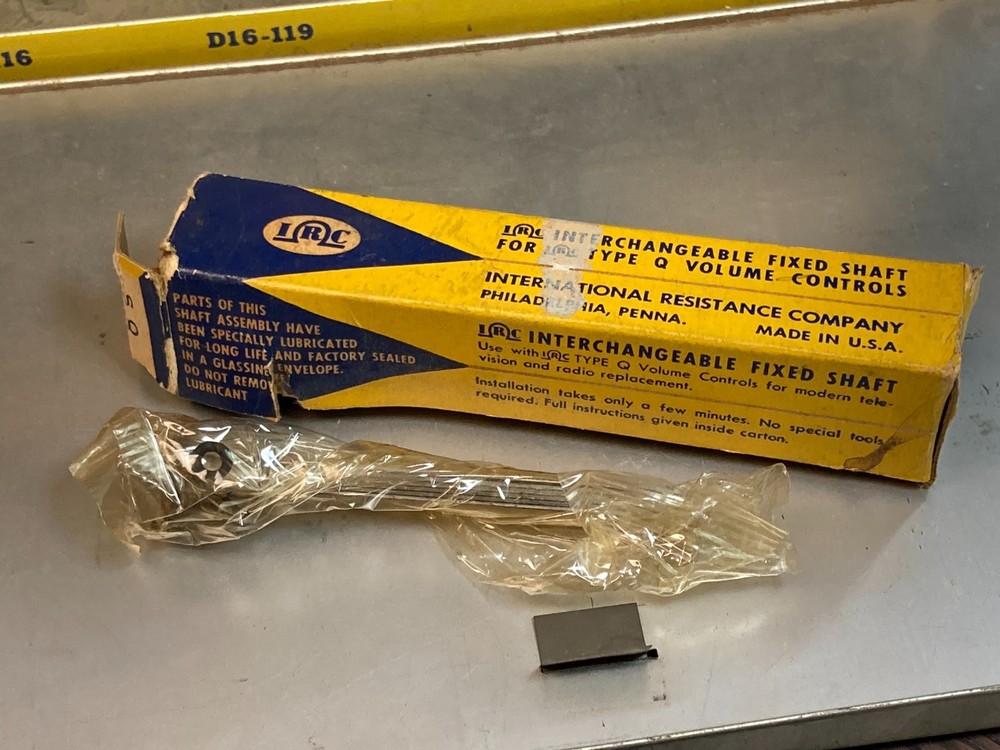 16
D16-119
IRC
IRC INTERCHANGEABLE FIXED SHAFT
FOR IRC TYPE Q VOLUME CONTROLS
INTERNATIONAL RESISTANCE COMPANY
PHILADELPHIA, PENNA. MADE IN U.S.A.
IRC INTERCHANGEABLE FIXED SHAFT
Use with IRC TYPE Q Volume Controls for modern tele-
vision and radio replacement.
Installation takes only a few minutes. No special tools
required. Full instructions given inside carton.
PARTS OF THIS
SHAFT ASSEMBLY HAVE
BEEN SPECIALLY LUBRICATED
FOR LONG LIFE AND FACTORY SEALED
IN A GLASSINE ENVELOPE.
DO NOT REMOVE
LUBRICANT